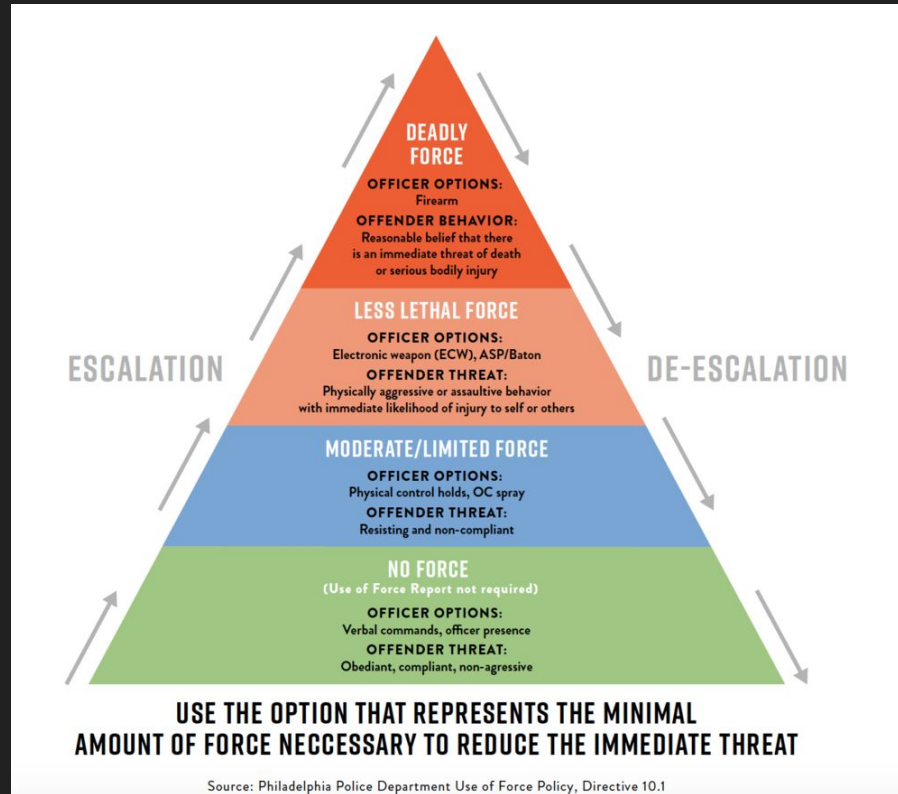 DEADLY
FORCE
OFFICER OPTIONS:
Firearm
OFFENDER BEHAVIOR:
Reasonable belief that there
is an immediate threat of death
or serious bodily injury
LESS LETHAL FORCE
OFFICER OPTIONS:
Electronic weapon (ECW), ASP/Baton
OFFENDER THREAT:
Physically aggressive or assaultive behavior
with immediate likelihood of injury to self or others
ESCALATION
DE-ESCALATION
MODERATE/LIMITED FORCE
OFFICER OPTIONS:
Physical control holds, OC spray
OFFENDER THREAT:
Resisting and non-compliant
NO FORCE
(Use of Force Report not required)
OFFICER OPTIONS:
Verbal commands, officer presence
OFFENDER THREAT:
Obediant, compliant, non-agressive
USE THE OPTION THAT REPRESENTS THE MINIMAL
AMOUNT OF FORCE NECCESSARY TO REDUCE THE IMMEDIATE THREAT
Source: Philadelphia Police Department Use of Force Policy, Directive 10.1